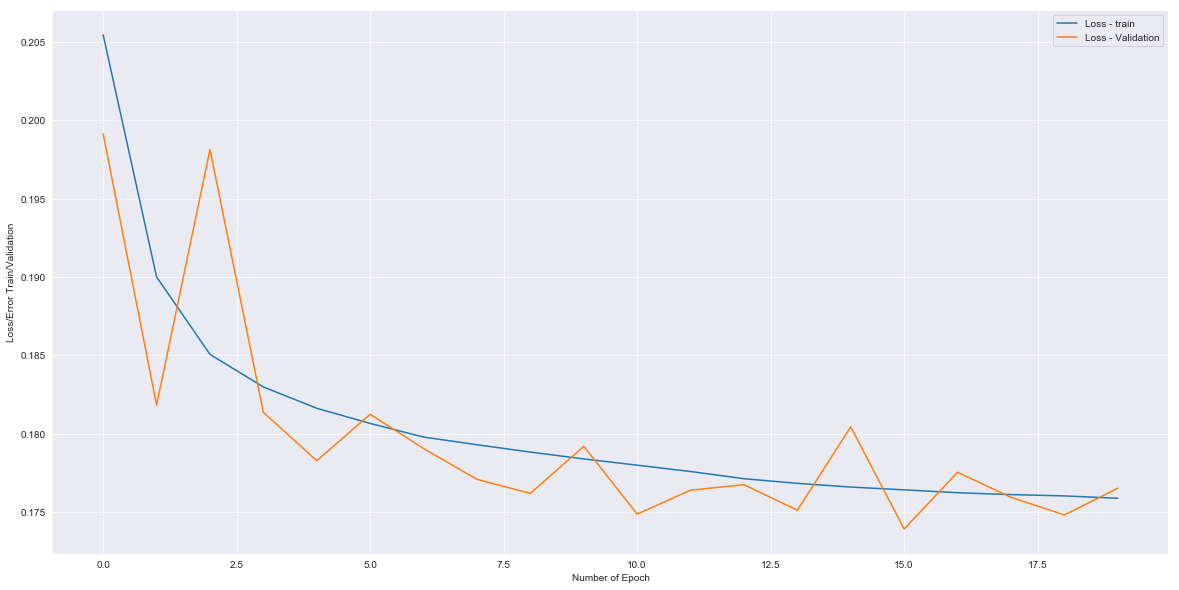 Loss - train
Loss - Validation
0.205
0.200
0.195
0.190
0.185
0.180
0.175
Loss/Error Train/Validation
0.0 2.5 5.0 7.5 10.0 12.5 15.0 17.5
Number of Epoch